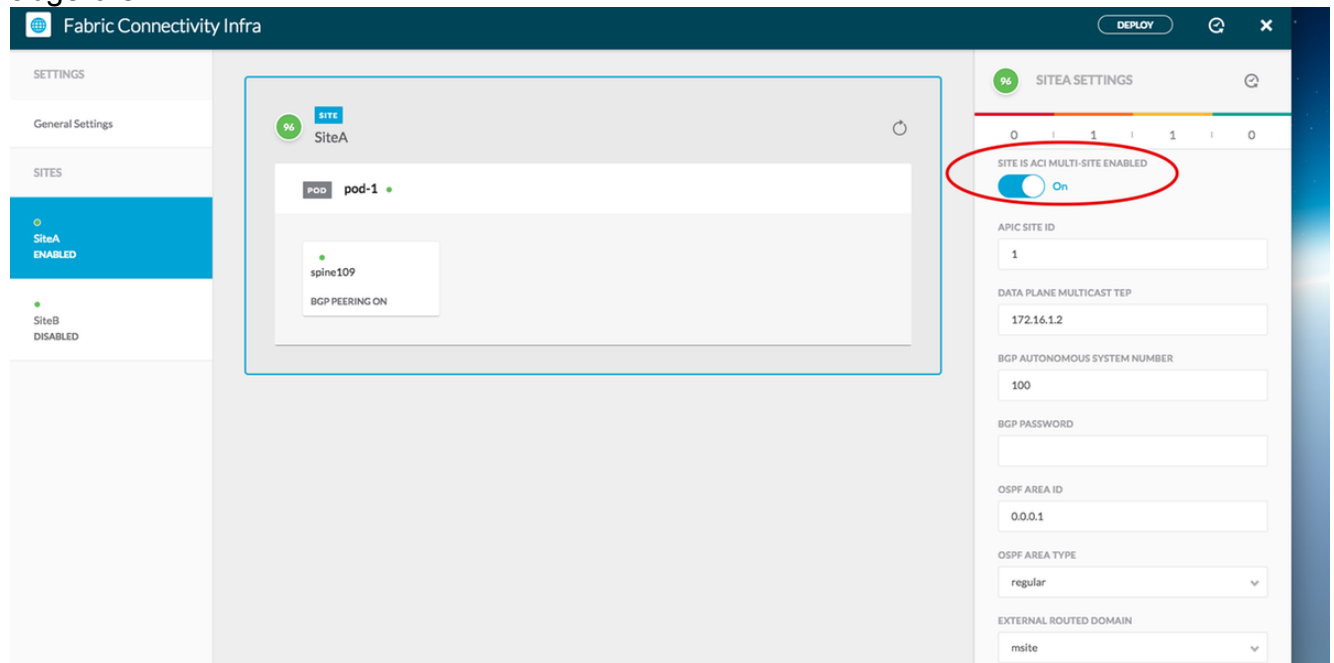 Fabric Connectivity Infra
DEPLOY
SETTINGS
General Settings
SITES
SiteA
ENABLED
SiteB
DISABLED
96
SITE
SiteA
POD pod-1
spine109
BGP PEERING ON
96 SITEA SETTINGS
0 1 1 0
SITE IS ACI MULTI-SITE ENABLED
On
APIC SITE ID
1
DATA PLANE MULTICAST TEP
172.16.1.2
BGP AUTONOMOUS SYSTEM NUMBER
100
BGP PASSWORD
OSPF AREA ID
0.0.0.1
OSPF AREA TYPE
regular
EXTERNAL ROUTED DOMAIN
msite